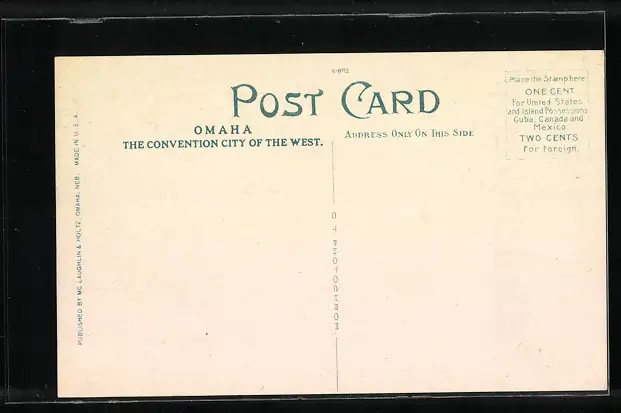 A-8712
POST CARD
OMAHA
THE CONVENTION CITY OF THE WEST.
ADDRESS ONLY ON THIS SIDE
Place the Stamp here
ONE CENT
For United States
and Island Possessions
Cuba, Canada and
Mexico
TWO CENTS
For Foreign.
PUBLISHED BY MC LAUGHLIN & HOLTZ, OMAHA, NEB. MADE IN U. S. A.